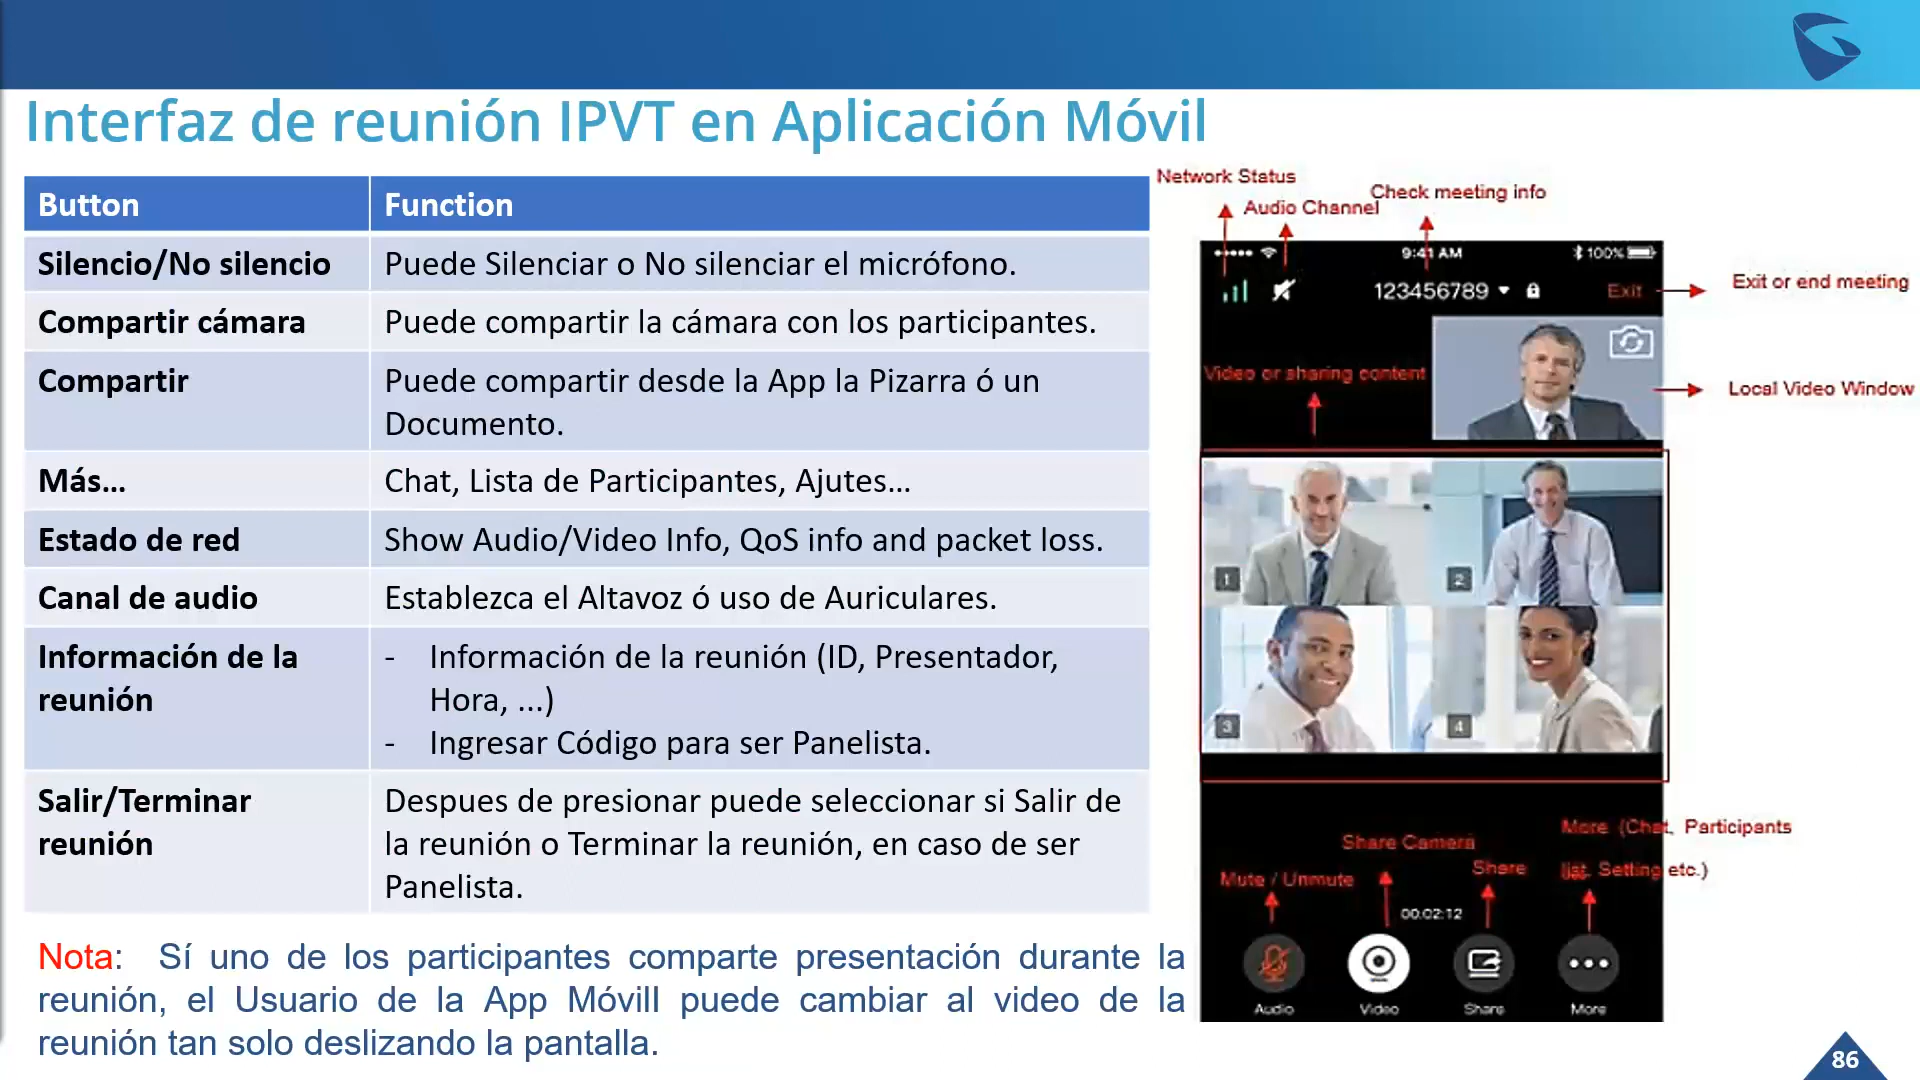 Interfaz de reunión IPVT en Aplicación Móvil
Button Function
Silencio/No silencio Puede Silenciar o No silenciar el micrófono.
Compartir cámara Puede compartir la cámara con los participantes.
Compartir Puede compartir desde la App la Pizarra ó un
Documento.
Más... Chat, Lista de Participantes, Ajutes...
Estado de red Show Audio/Video Info, QoS info and packet loss.
Canal de audio Establezca el Altavoz ó uso de Auriculares.
Información de la
reunión
- Información de la reunión (ID, Presentador,
Hora, ...)
- Ingresar Código para ser Panelista.
Salir/Terminar
reunión
Despues de presionar puede seleccionar si Salir de
la reunión o Terminar la reunión, en caso de ser
Panelista.
Nota: Sí uno de los participantes comparte presentación durante la
reunión, el Usuario de la App Móvill puede cambiar al video de la
reunión tan solo deslizando la pantalla.
Network Status
Check meeting info
Audio Channel
9:41 AM 100%
123456789 Exit
Exit or end meeting
Video or sharing content
Local Video Window
1 2
3 4
More (Chat, Participants
list. Setting etc.)
Share Camera
Share
Mute / Unmute
00:02:12
Audio Video Share More
86